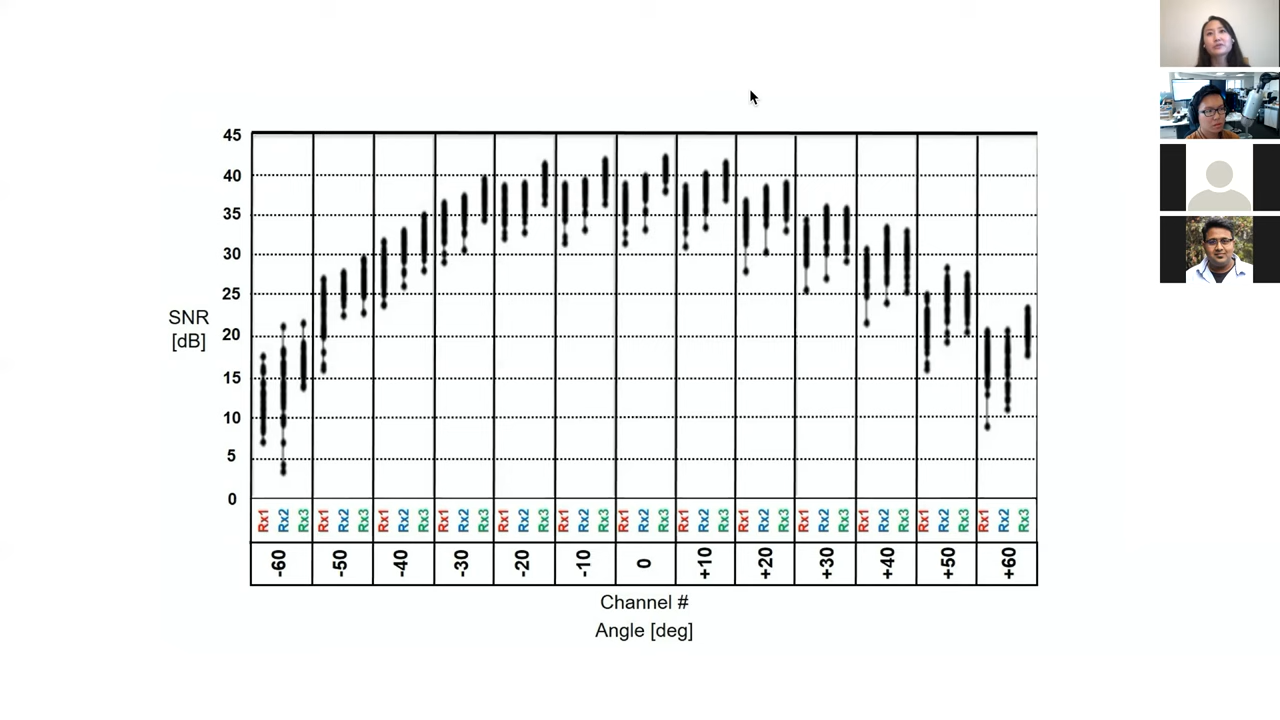 45
40
35
30
25
20
15
10
5
0
SNR
[dB]
Rx1 Rx2 Rx3 Rx1 Rx2 Rx3 Rx1 Rx2 Rx3 Rx1 Rx2 Rx3 Rx1 Rx2 Rx3 Rx1 Rx2 Rx3 Rx1 Rx2 Rx3 Rx1 Rx2 Rx3 Rx1 Rx2 Rx3 Rx1 Rx2 Rx3 Rx1 Rx2 Rx3 Rx1 Rx2 Rx3 Rx1 Rx2 Rx3
-60 -50 -40 -30 -20 -10 0 +10 +20 +30 +40 +50 +60
Channel #
Angle [deg]